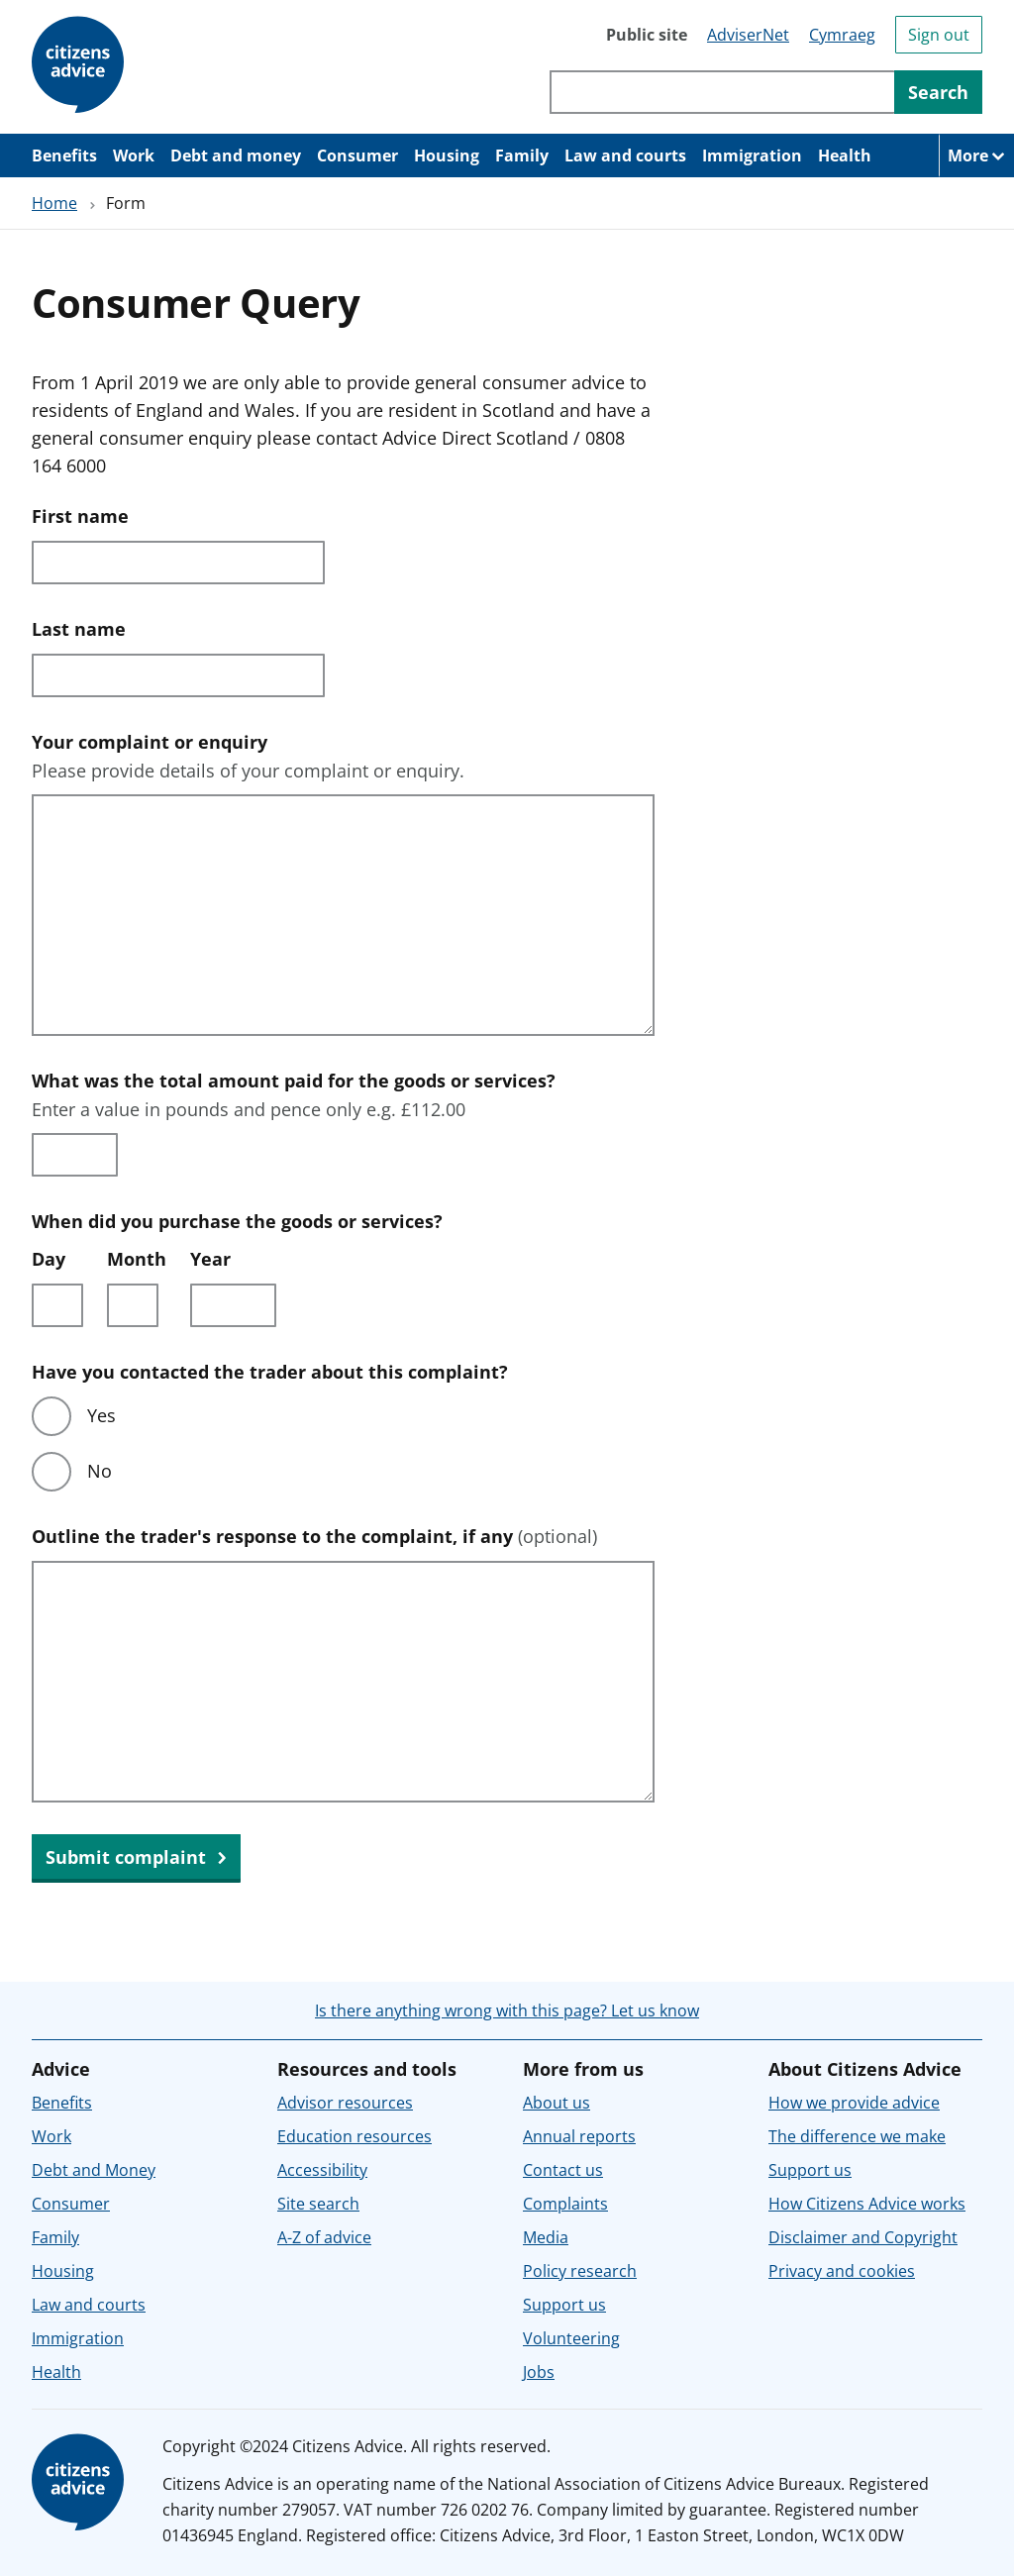 citizens
advice
Public site AdviserNet Cymraeg Sign out
Search
Benefits Work Debt and money Consumer Housing Family Law and courts Immigration Health More
Home › Form
Consumer Query
From 1 April 2019 we are only able to provide general consumer advice to
residents of England and Wales. If you are resident in Scotland and have a
general consumer enquiry please contact Advice Direct Scotland / 0808
164 6000
First name
Last name
Your complaint or enquiry
Please provide details of your complaint or enquiry.
What was the total amount paid for the goods or services?
Enter a value in pounds and pence only e.g. £112.00
When did you purchase the goods or services?
Day Month Year
Have you contacted the trader about this complaint?
Yes
No
Outline the trader's response to the complaint, if any (optional)
Submit complaint
Is there anything wrong with this page? Let us know
Advice
Benefits
Work
Debt and Money
Consumer
Family
Housing
Law and courts
Immigration
Health
Resources and tools
Advisor resources
Education resources
Accessibility
Site search
A-Z of advice
More from us
About us
Annual reports
Contact us
Complaints
Media
Policy research
Support us
Volunteering
Jobs
About Citizens Advice
How we provide advice
The difference we make
Support us
How Citizens Advice works
Disclaimer and Copyright
Privacy and cookies
citizens
advice
Copyright ©2024 Citizens Advice. All rights reserved.
Citizens Advice is an operating name of the National Association of Citizens Advice Bureaux. Registered
charity number 279057. VAT number 726 0202 76. Company limited by guarantee. Registered number
01436945 England. Registered office: Citizens Advice, 3rd Floor, 1 Easton Street, London, WC1X 0DW